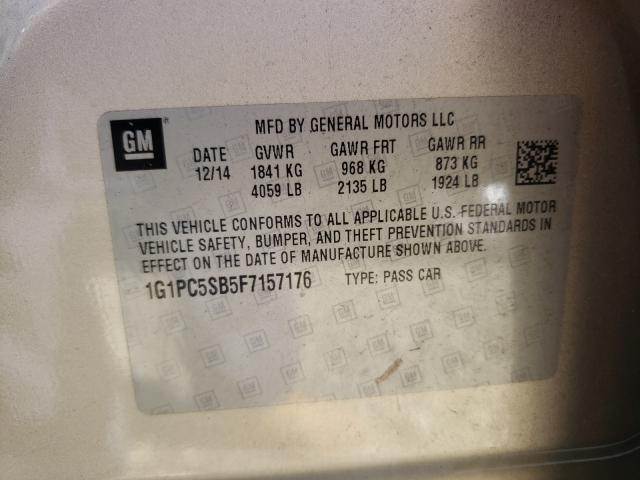 GM
MFD BY GENERAL MOTORS LLC
DATE GVWR GAWR FRT GAWR RR
12/14 1841 KG 968 KG 873 KG
4059 LB 2135 LB 1924 LB
THIS VEHICLE CONFORMS TO ALL APPLICABLE U.S. FEDERAL MOTOR
VEHICLE SAFETY, BUMPER, AND THEFT PREVENTION STANDARDS IN
EFFECT ON THE DATE OF MANUFACTURE SHOWN ABOVE.
1G1PC5SB5F7157176 TYPE: PASS CAR